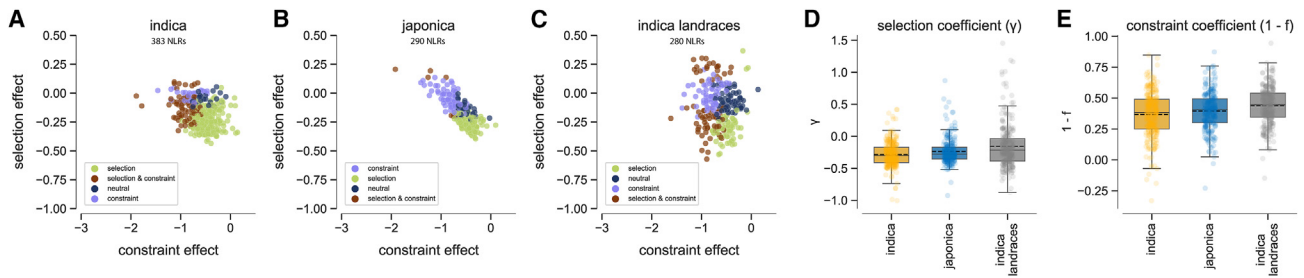 A
indica
383 NLRs
selection effect
0.50
0.25
0.00
−0.25
−0.50
−0.75
−1.00
selection
selection & constraint
neutral
constraint
−3
−2
−1
0
constraint effect
B
japonica
290 NLRs
selection effect
0.50
0.25
0.00
−0.25
−0.50
−0.75
−1.00
constraint
selection
neutral
selection & constraint
−3
−2
−1
0
constraint effect
C
indica landraces
280 NLRs
selection effect
0.50
0.25
0.00
−0.25
−0.50
−0.75
−1.00
selection
neutral
constraint
selection & constraint
−3
−2
−1
0
constraint effect
D
selection coefficient (γ)
γ
1.5
1.0
0.5
−0.0
−0.5
−1.0
indica
japonica
indica
landraces
E
constraint coefficient (1 - f)
1 - f
1.00
0.75
0.50
0.25
0.00
−0.25
indica
japonica
indica
landraces